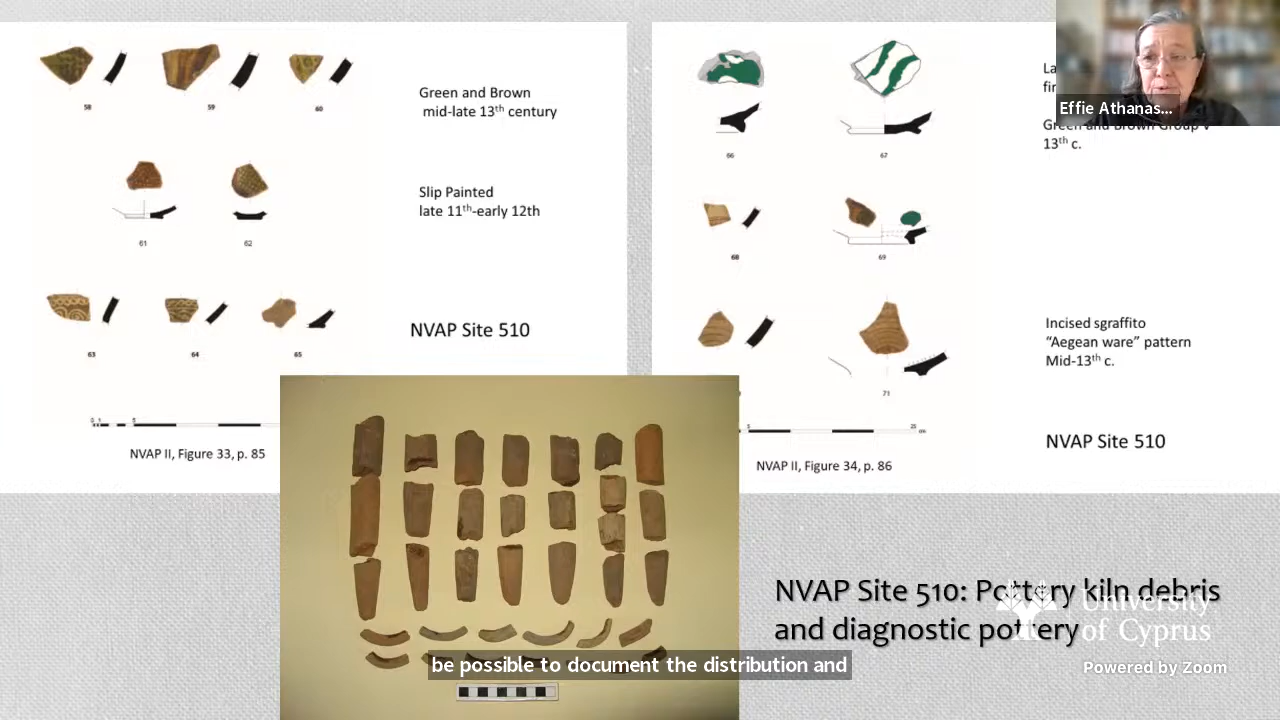 58
59
60
Green and Brown
mid-late 13th century
61
62
Slip Painted
late 11th-early 12th
63
64
65
NVAP Site 510
NVAP II, Figure 33, p. 85
66
67
Green and Brown Group V
13th c.
68
69
71
Incised sgraffito
“Aegean ware” pattern
Mid-13th c.
NVAP Site 510
NVAP II, Figure 34, p. 86
Effie Athanas...
NVAP Site 510: Pottery kiln debris
and diagnostic pottery
University
of Cyprus
Powered by Zoom
be possible to document the distribution and